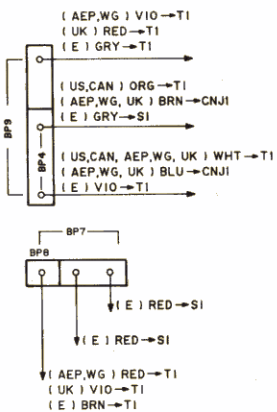 ( AEP,WG ) VIO→T1
( UK ) RED→T1
( E ) GRY→T1
( US,CAN ) ORG→T1
( AEP,WG, UK ) BRN→CNJ1
( E ) GRY→S1
BP9
BP4
( US,CAN, AEP,WG, UK ) WHT→T1
( AEP,WG, UK ) BLU→CNJ1
( E ) VIO→T1
BP7
BP8
( E ) RED→S1
( E ) RED→S1
( AEP,WG ) RED→T1
( UK ) VIO→T1
( E ) BRN→T1